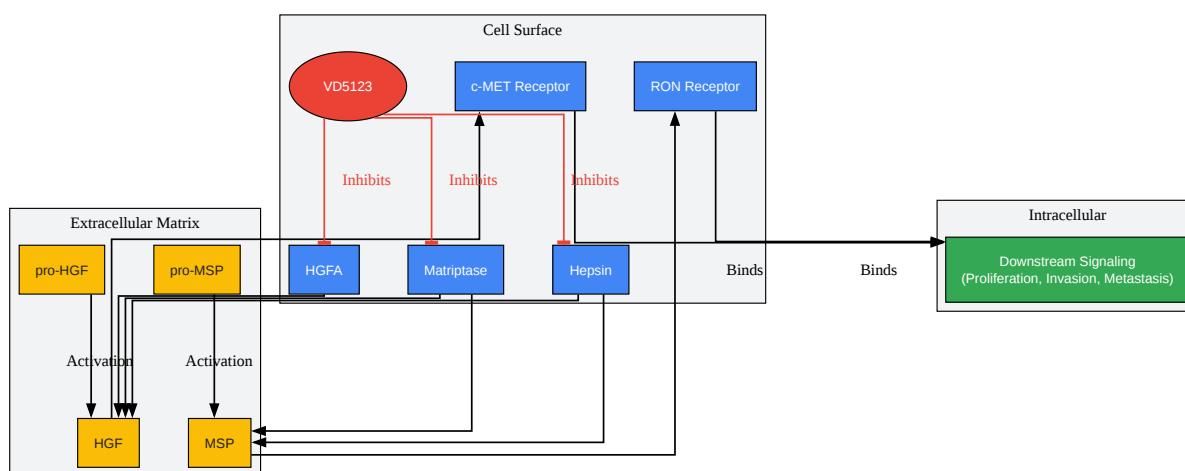 Cell Surface
VD5123
c-MET Receptor
RON Receptor
Inhibits
Inhibits
Inhibits
Extracellular Matrix
Intracellular
pro-HGF
pro-MSP
HGFA
Matriptase
Hepsin
Binds
Binds
Downstream Signaling
(Proliferation, Invasion, Metastasis)
Activation
Activation
HGF
MSP